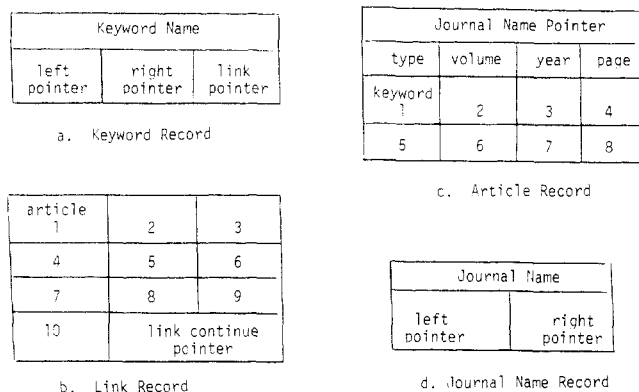 Keyword Name
left pointer
right pointer
link pointer
a. Keyword Record
article 1
2
3
4
5
6
7
8
9
10
link continue pointer
b. Link Record
Journal Name Pointer
type
volume
year
page
keyword 1
2
3
4
5
6
7
8
c. Article Record
Journal Name
left pointer
right pointer
d. Journal Name Record